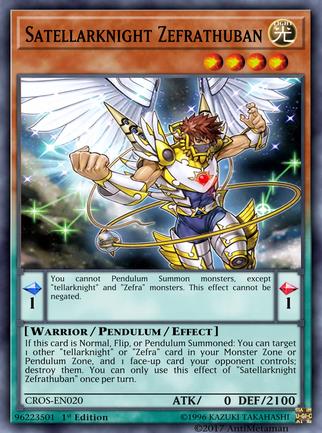 SATELLARKNIGHT ZEFRATHUBAN
LIGHT
光
You cannot Pendulum Summon monsters, except
"tellarknight" and "Zefra" monsters. This effect cannot be
negated.
1
1
[WARRIOR / PENDULUM / EFFECT]
If this card is Normal, Flip, or Pendulum Summoned: You can target
1 other "tellarknight" or "Zefra" card in your Monster Zone or
Pendulum Zone, and 1 face-up card your opponent controls;
destroy them. You can only use this effect of "Satellarknight
Zefrathuban" once per turn.
CROS-EN020
ATK/ 0 DEF/2100
96223501 1st Edition
©1996 KAZUKI TAKAHASHI
©2017 AntiMetaman